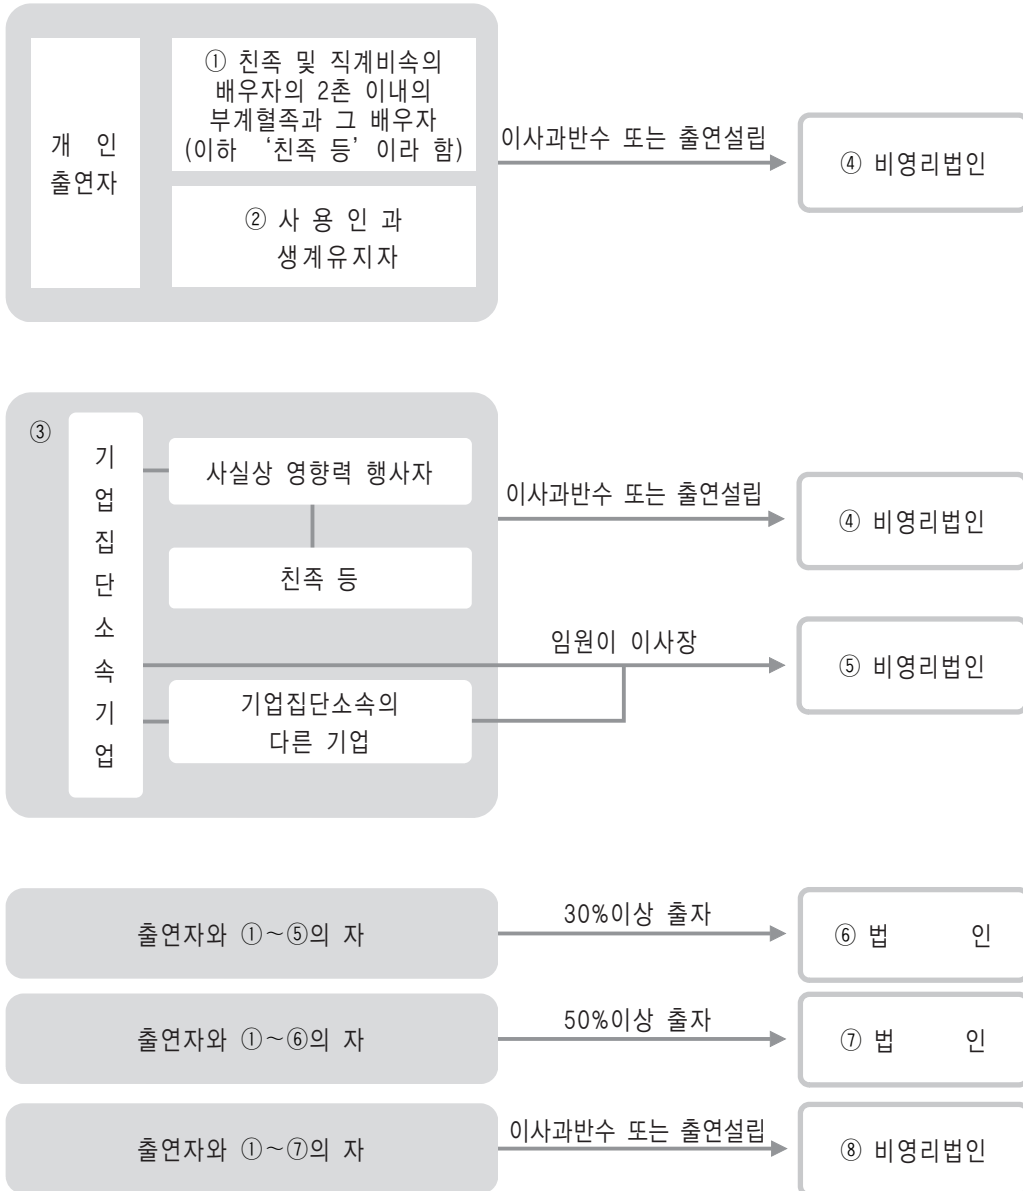 개 인
출연자
① 친족 및 직계비속의
배우자의 2촌 이내의
부계혈족과 그 배우자
(이하 ‘친족 등’이라 함)
② 사 용 인 과
생계유지자
이사과반수 또는 출연설립
④ 비영리법인
③
기
업
집
단
소
속
기
업
사실상 영향력 행사자
친족 등
기업집단소속의
다른 기업
이사과반수 또는 출연설립
④ 비영리법인
임원이 이사장
⑤ 비영리법인
출연자와 ①~⑤의 자
30%이상 출자
⑥ 법 인
출연자와 ①~⑥의 자
50%이상 출자
⑦ 법 인
출연자와 ①~⑦의 자
이사과반수 또는 출연설립
⑧ 비영리법인